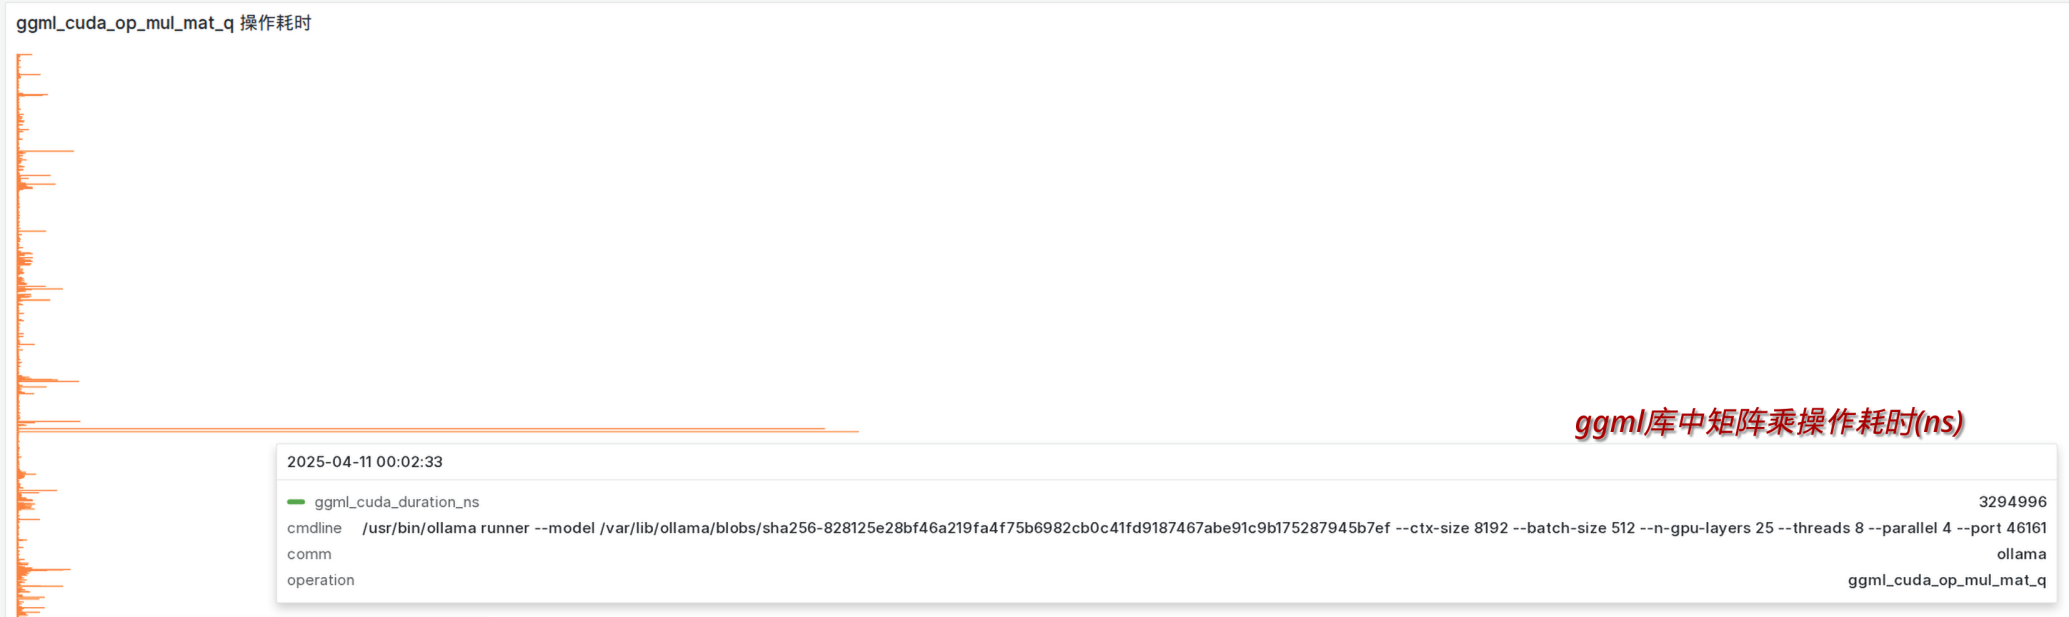 ggml_cuda_op_mul_mat_q 操作耗时
ggml库中矩阵乘操作耗时(ns)
2025-04-11 00:02:33
ggml_cuda_duration_ns 3294996
cmdline /usr/bin/ollama runner --model /var/lib/ollama/blobs/sha256-828125e28bf46a219fa4f75b6982cb0c41fd9187467abe91c9b175287945b7ef --ctx-size 8192 --batch-size 512 --n-gpu-layers 25 --threads 8 --parallel 4 --port 46161
comm ollama
operation ggml_cuda_op_mul_mat_q